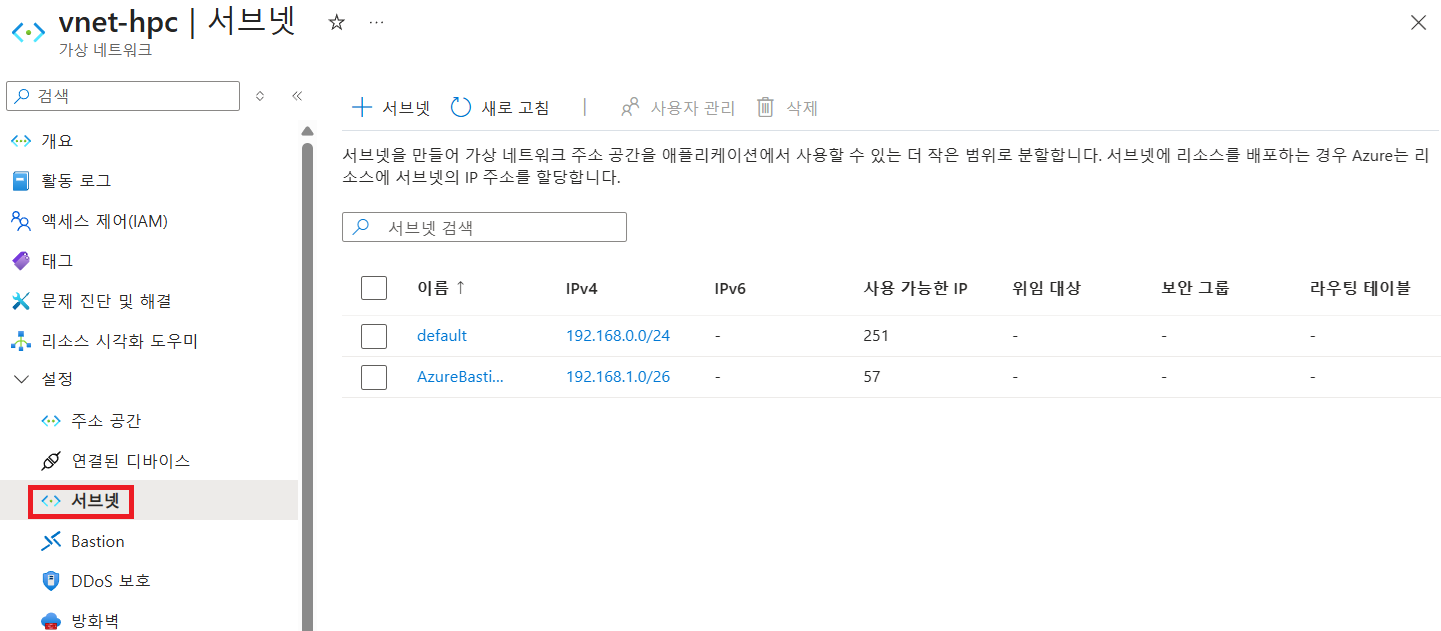 vnet-hpc | 서브넷
가상 네트워크
검색
개요
활동 로그
액세스 제어(IAM)
태그
문제 진단 및 해결
리소스 시각화 도우미
설정
주소 공간
연결된 디바이스
서브넷
Bastion
DDoS 보호
방화벽
서브넷 새로 고침 사용자 관리 삭제
서브넷을 만들어 가상 네트워크 주소 공간을 애플리케이션에서 사용할 수 있는 더 작은 범위로 분할합니다. 서브넷에 리소스를 배포하는 경우 Azure는 리
소스에 서브넷의 IP 주소를 할당합니다.
서브넷 검색
이름 ↑ IPv4 IPv6 사용 가능한 IP 위임 대상 보안 그룹 라우팅 테이블
default 192.168.0.0/24 - 251 - - -
AzureBasti... 192.168.1.0/26 - 57 - - -